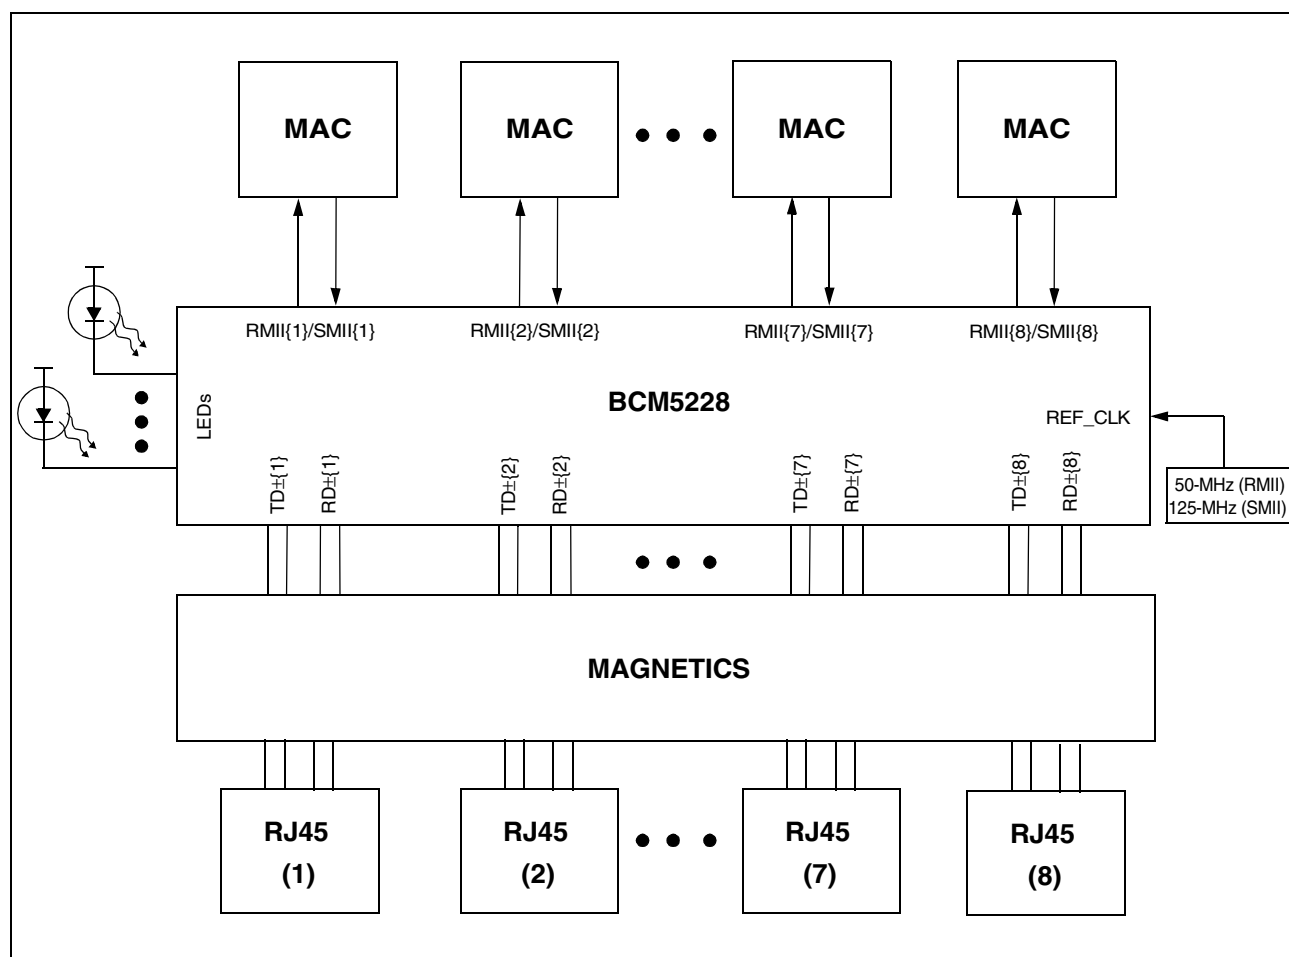 MAC
MAC
MAC
MAC
RMII{1}/SMII{1}
RMII{2}/SMII{2}
RMII{7}/SMII{7}
RMII{8}/SMII{8}
LEDs
BCM5228
REF_CLK
50-MHz (RMII)
125-MHz (SMII)
TD±{1}
RD±{1}
TD±{2}
RD±{2}
TD±{7}
RD±{7}
TD±{8}
RD±{8}
MAGNETICS
RJ45
(1)
RJ45
(2)
RJ45
(7)
RJ45
(8)